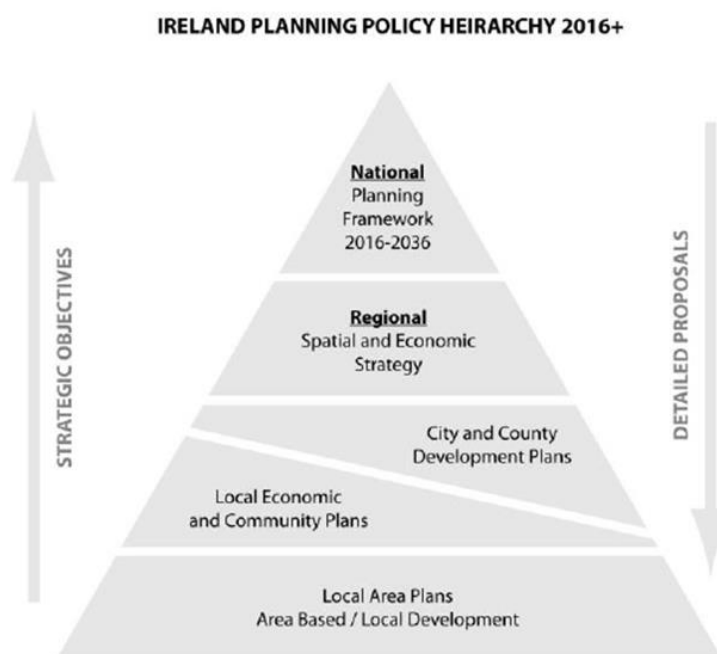 IRELAND PLANNING POLICY HEIRARCHY 2016+
National
Planning
Framework
2016-2036
Regional
Spatial and Economic
Strategy
City and County
Development Plans
Local Economic
and Community Plans
Local Area Plans
Area Based / Local Development
STRATEGIC OBJECTIVES
DETAILED PROPOSALS